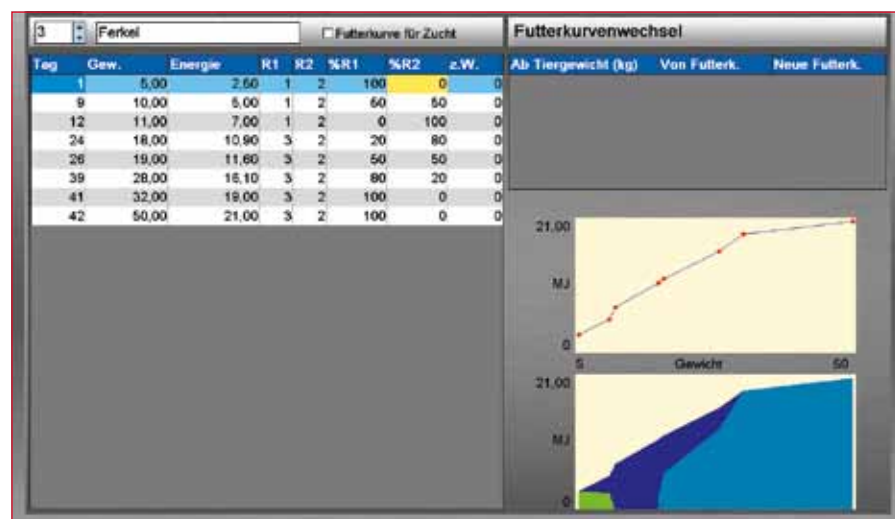 3 Ferkel Futterkurve für Zucht
Tag Gew. Energie R1 R2 %R1 %R2 z.W.
1 5,00 2,60 1 2 100 0 0
9 10,00 5,00 1 2 50 50 0
12 11,00 7,00 1 2 0 100 0
24 18,00 10,90 3 2 20 80 0
26 19,00 11,60 3 2 50 50 0
39 28,00 16,10 3 2 80 20 0
41 32,00 19,00 3 2 100 0 0
42 50,00 21,00 3 2 100 0 0
Futterkurvenwechsel
Ab Tiergewicht (kg) Von Futterk. Neue Futterk.
21,00
MJ
0
5 Gewicht 50
21,00
MJ
0